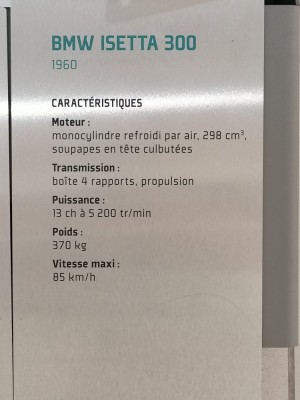 BMW ISETTA 300
1960
CARACTÉRISTIQUES
Moteur :
monocylindre refroidi par air, 298 cm³,
soupapes en tête culbutées
Transmission :
boîte 4 rapports, propulsion
Puissance :
13 ch à 5 200 tr/min
Poids :
370 kg
Vitesse maxi :
85 km/h